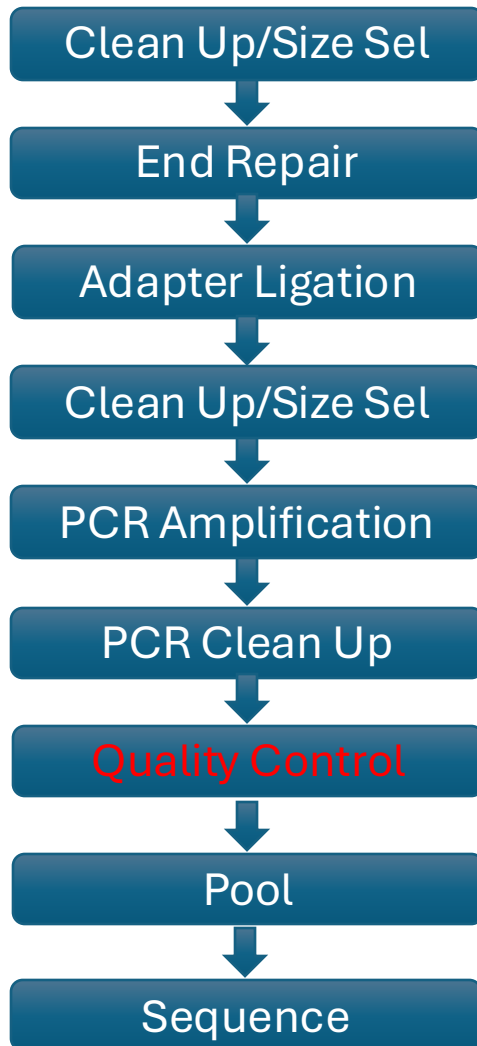 Clean Up/Size Sel
End Repair
Adapter Ligation
Clean Up/Size Sel
PCR Amplification
PCR Clean Up
Quality Control
Pool
Sequence